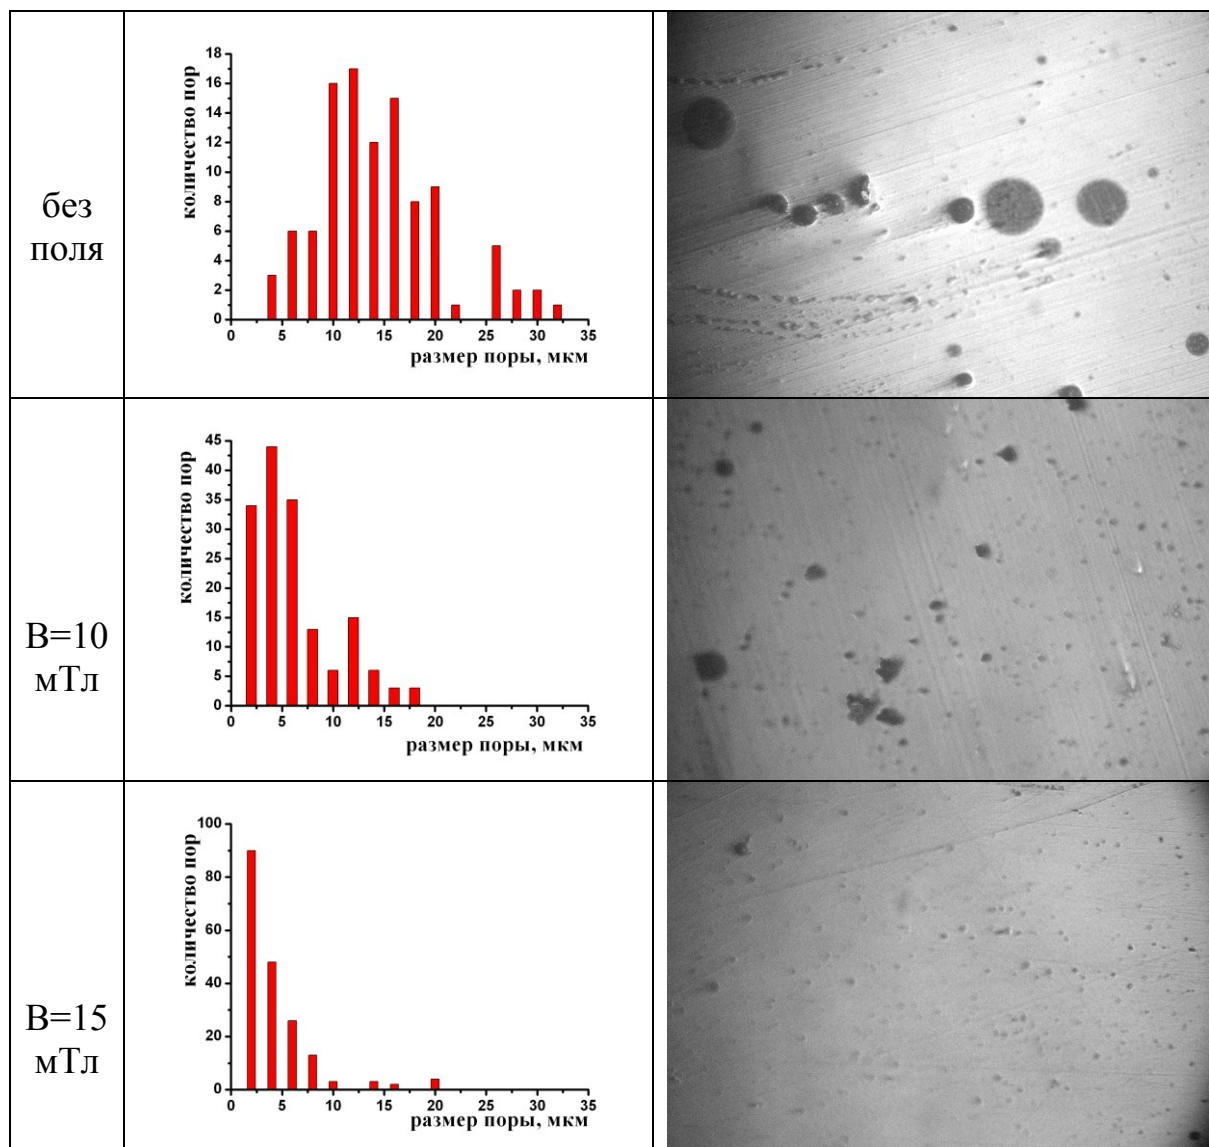 без
поля
количество пор
18
16
14
12
10
8
6
4
2
0
0 5 10 15 20 25 30 35
размер поры, мкм
B=10
мТл
количество пор
45
40
35
30
25
20
15
10
5
0
0 5 10 15 20 25 30 35
размер поры, мкм
B=15
мТл
количество пор
100
80
60
40
20
0
0 5 10 15 20 25 30 35
размер поры, мкм